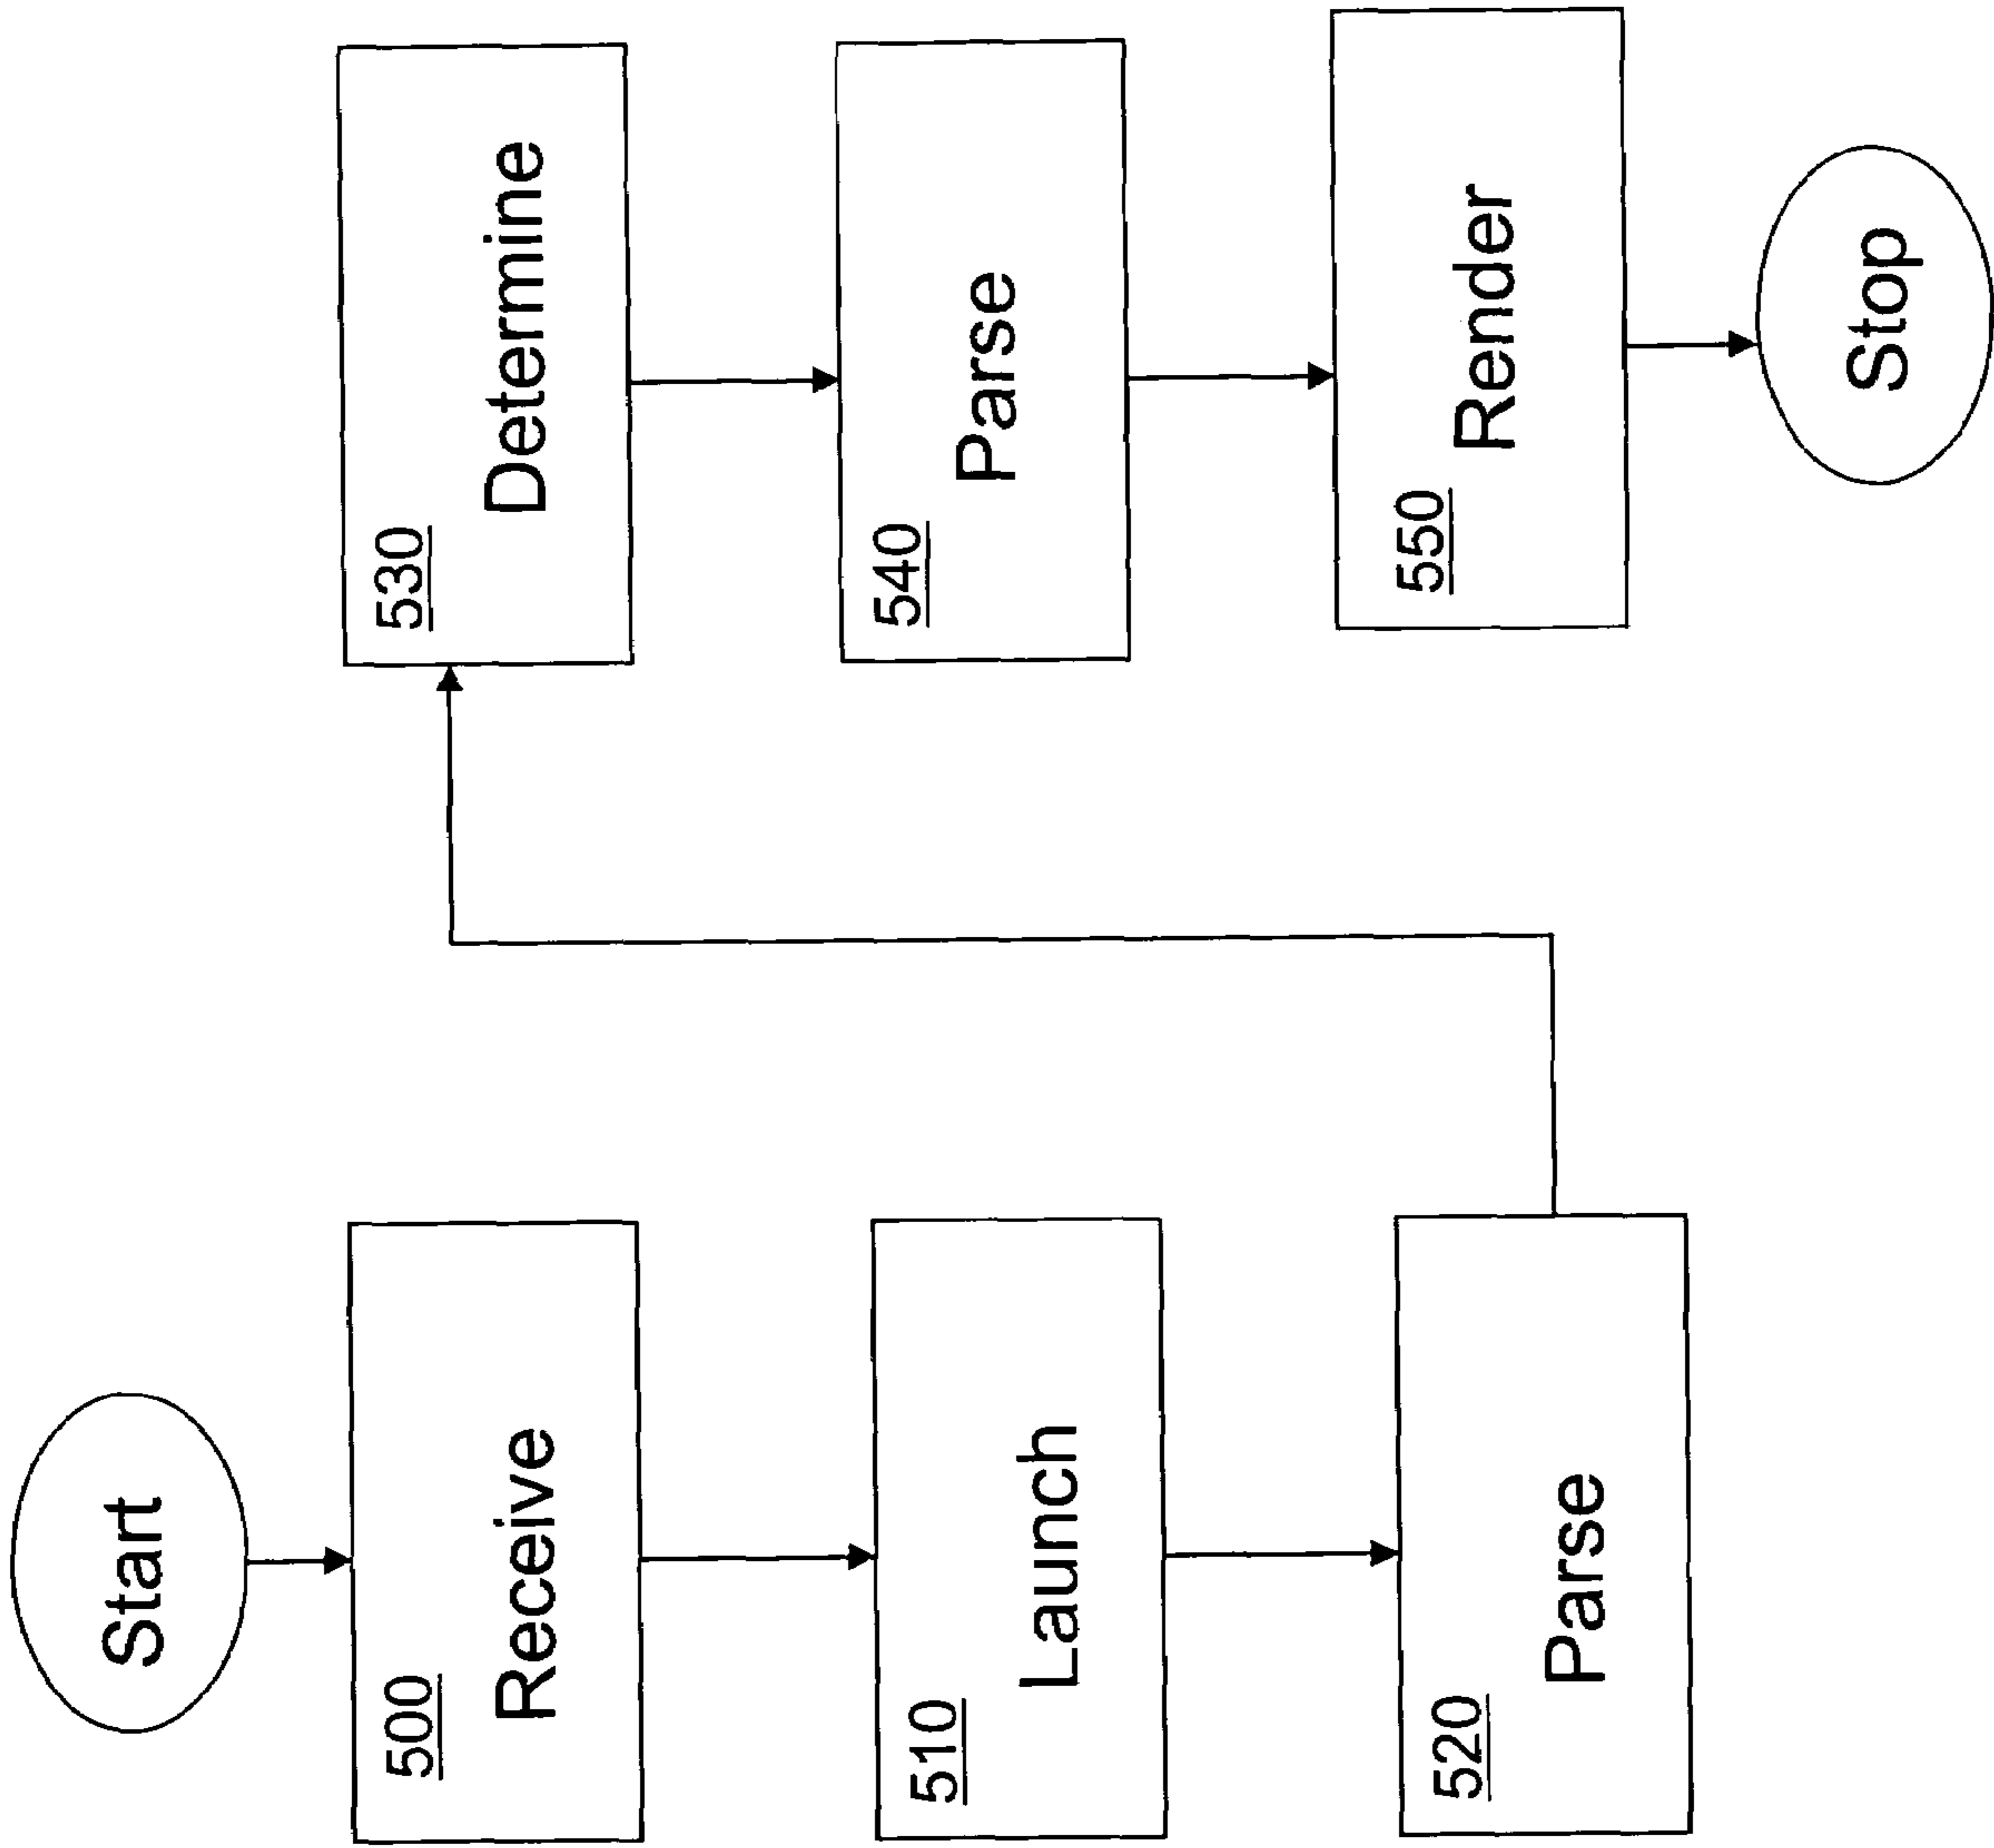 Start
500
Receive
510
Launch
520
Parse
530
Determine
540
Parse
550
Render
Stop